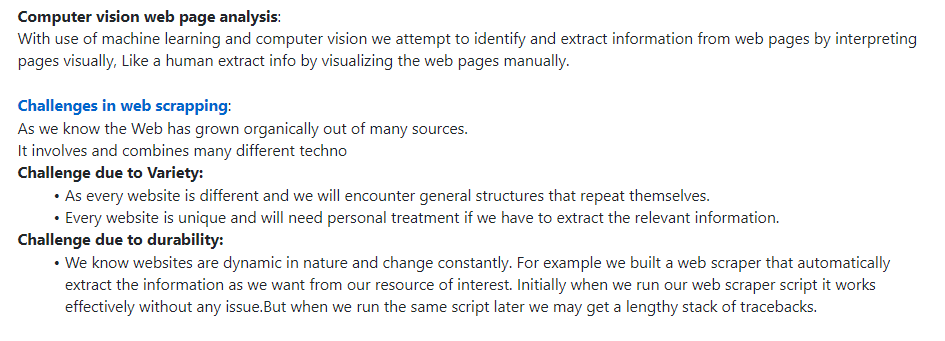 Computer vision web page analysis:
With use of machine learning and computer vision we attempt to identify and extract information from web pages by interpreting
pages visually, Like a human extract info by visualizing the web pages manually.
Challenges in web scrapping:
As we know the Web has grown organically out of many sources.
It involves and combines many different techno
Challenge due to Variety:
• As every website is different and we will encounter general structures that repeat themselves.
• Every website is unique and will need personal treatment if we have to extract the relevant information.
Challenge due to durability:
• We know websites are dynamic in nature and change constantly. For example we built a web scraper that automatically
extract the information as we want from our resource of interest. Initially when we run our web scraper script it works
effectively without any issue.But when we run the same script later we may get a lengthy stack of tracebacks.